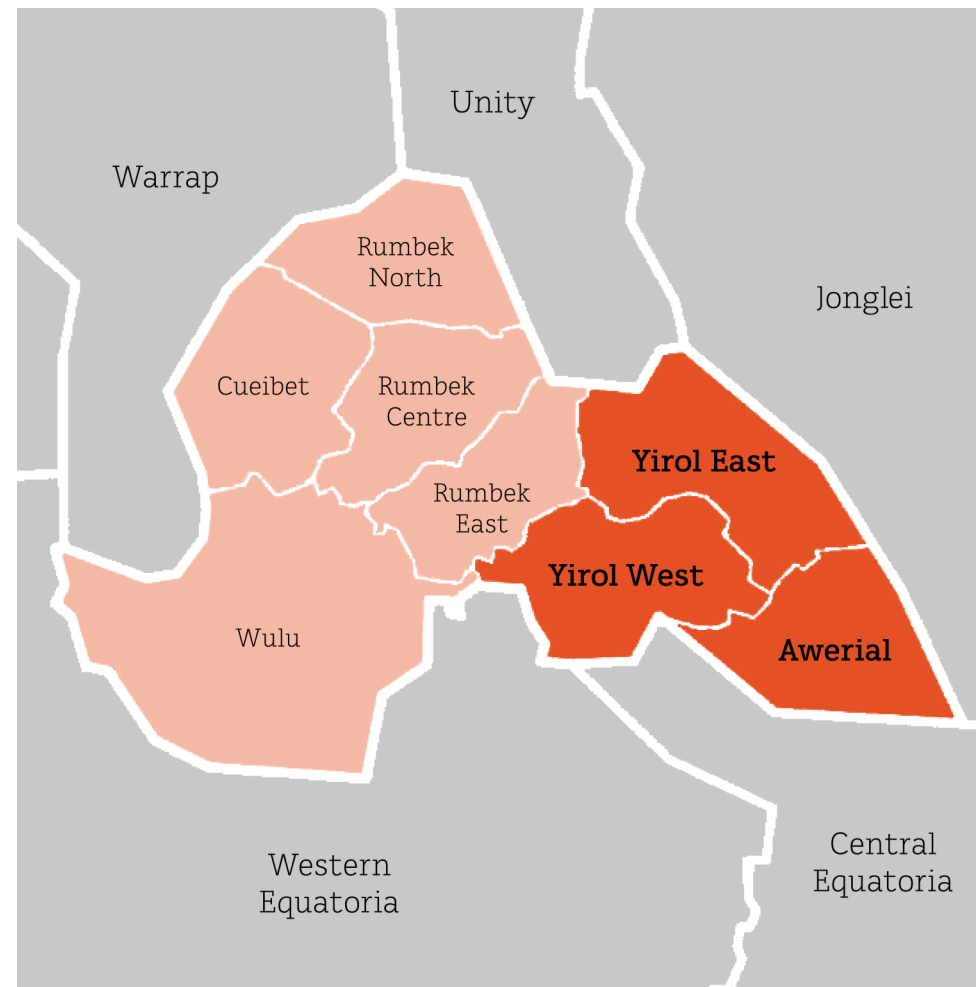 Unity
Warrap
Rumbek
North
Jonglei
Cueibet
Rumbek
Centre
Yirol East
Rumbek
East
Yirol West
Wulu
Awerial
Central
Equatoria
Western
Equatoria